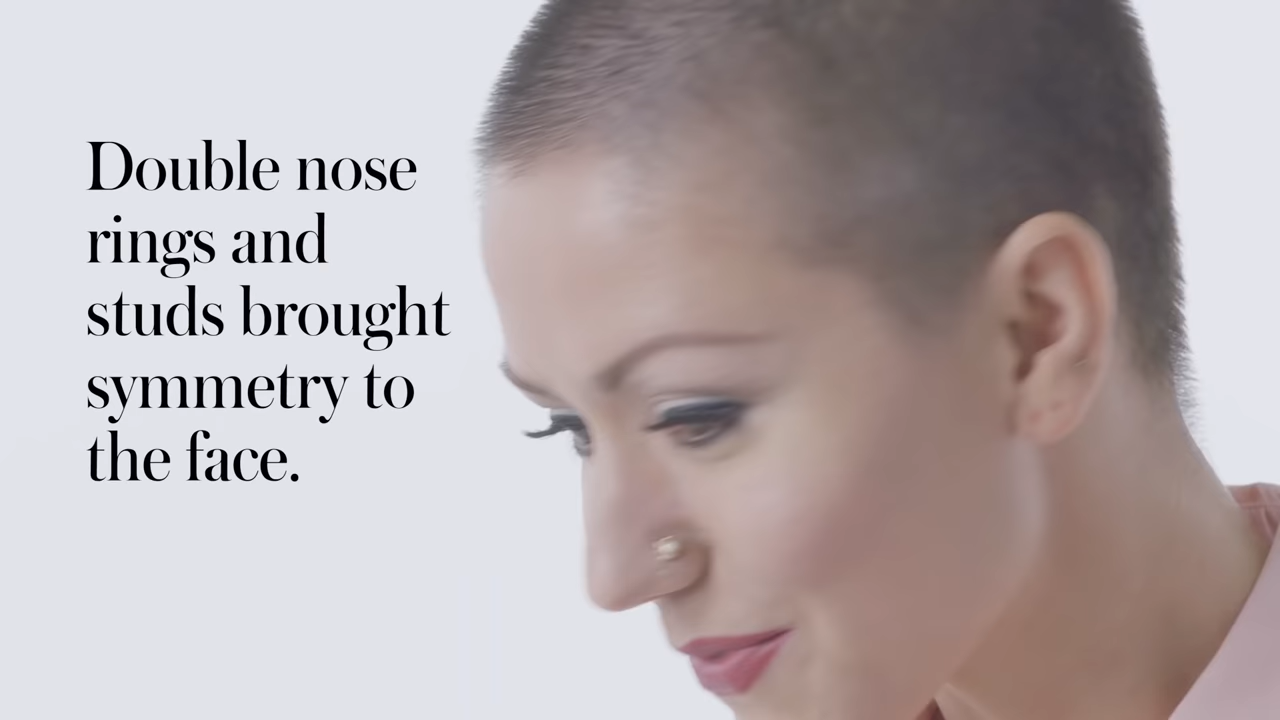 Double nose
rings and
studs brought
symmetry to
the face.